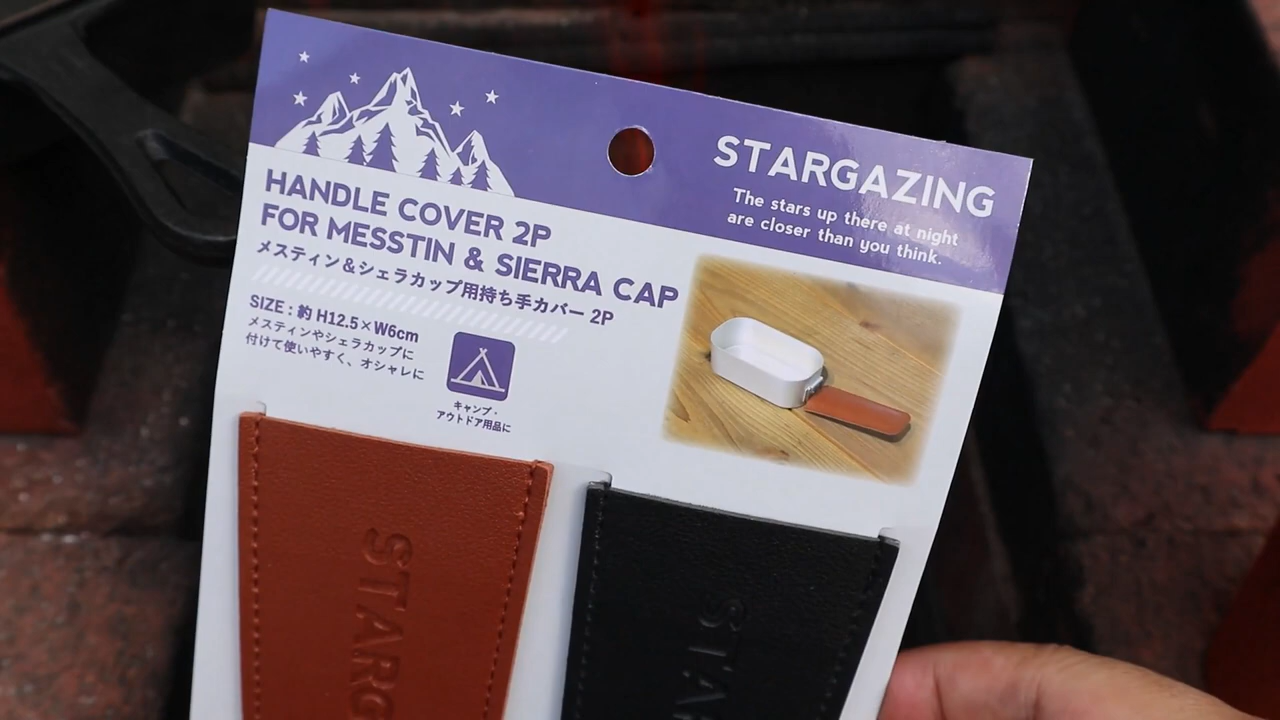 STARGAZING
The stars up there at night
are closer than you think.
HANDLE COVER 2P
FOR MESSTIN & SIERRA CAP
メスティン&シェラカップ用持ち手カバー 2P
SIZE : 約 H12.5×W6cm
メスティンやシェラカップに
付けて使いやすく、オシャレに
キャンプ・
アウトドア用品に
STARG
STAR